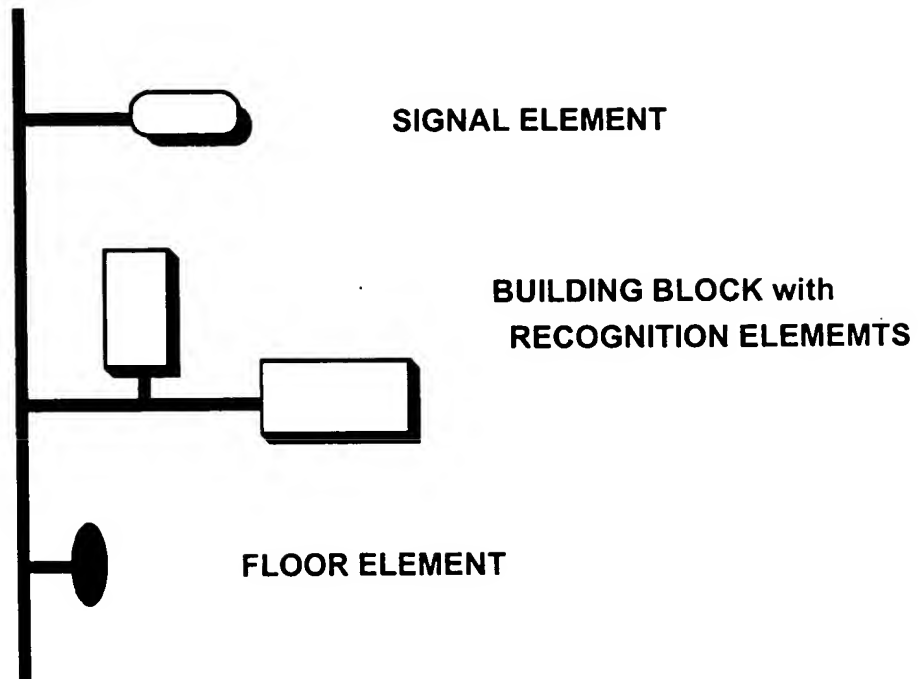 SIGNAL ELEMENT
BUILDING BLOCK with
RECOGNITION ELEMEMTS
FLOOR ELEMENT